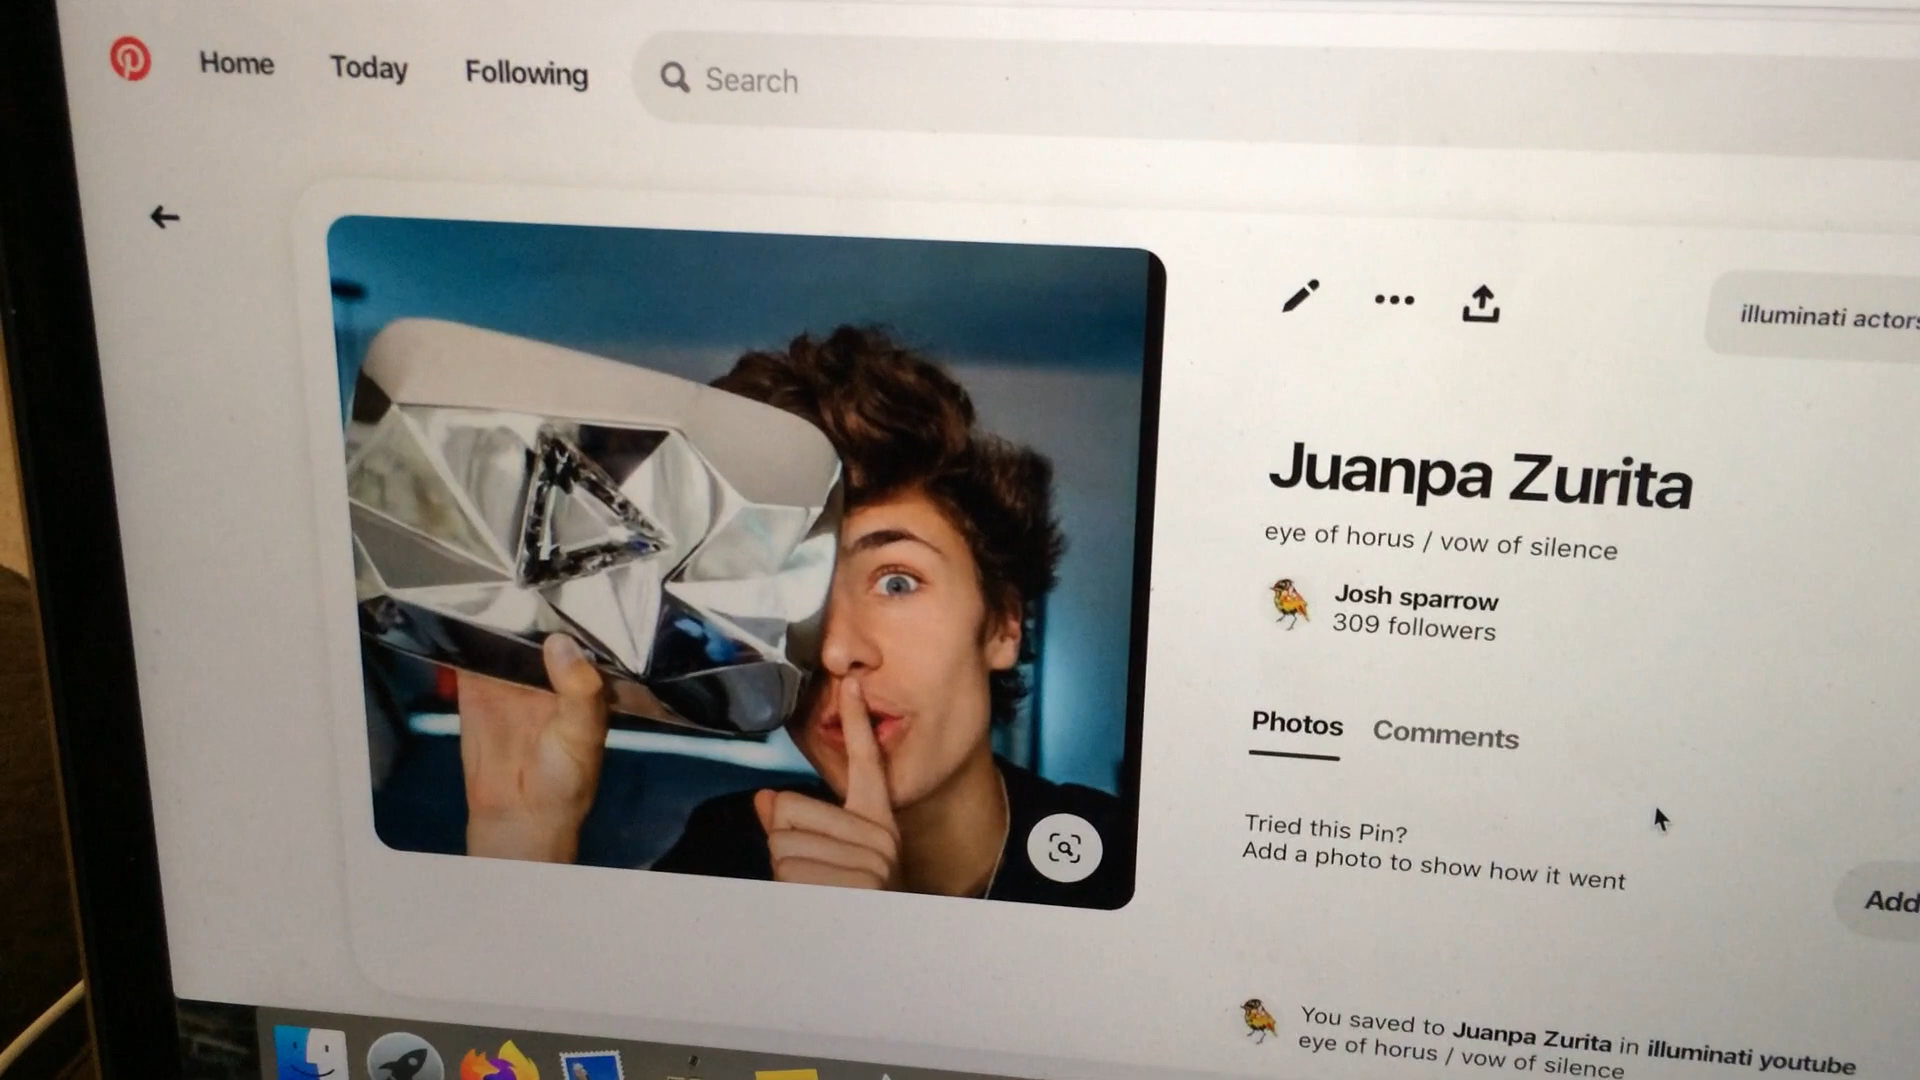 Home Today Following Search
illuminati actors
Juanpa Zurita
eye of horus / vow of silence
Josh sparrow
309 followers
Photos Comments
Tried this Pin?
Add a photo to show how it went
Add
You saved to Juanpa Zurita in illuminati youtube
eye of horus / vow of silence